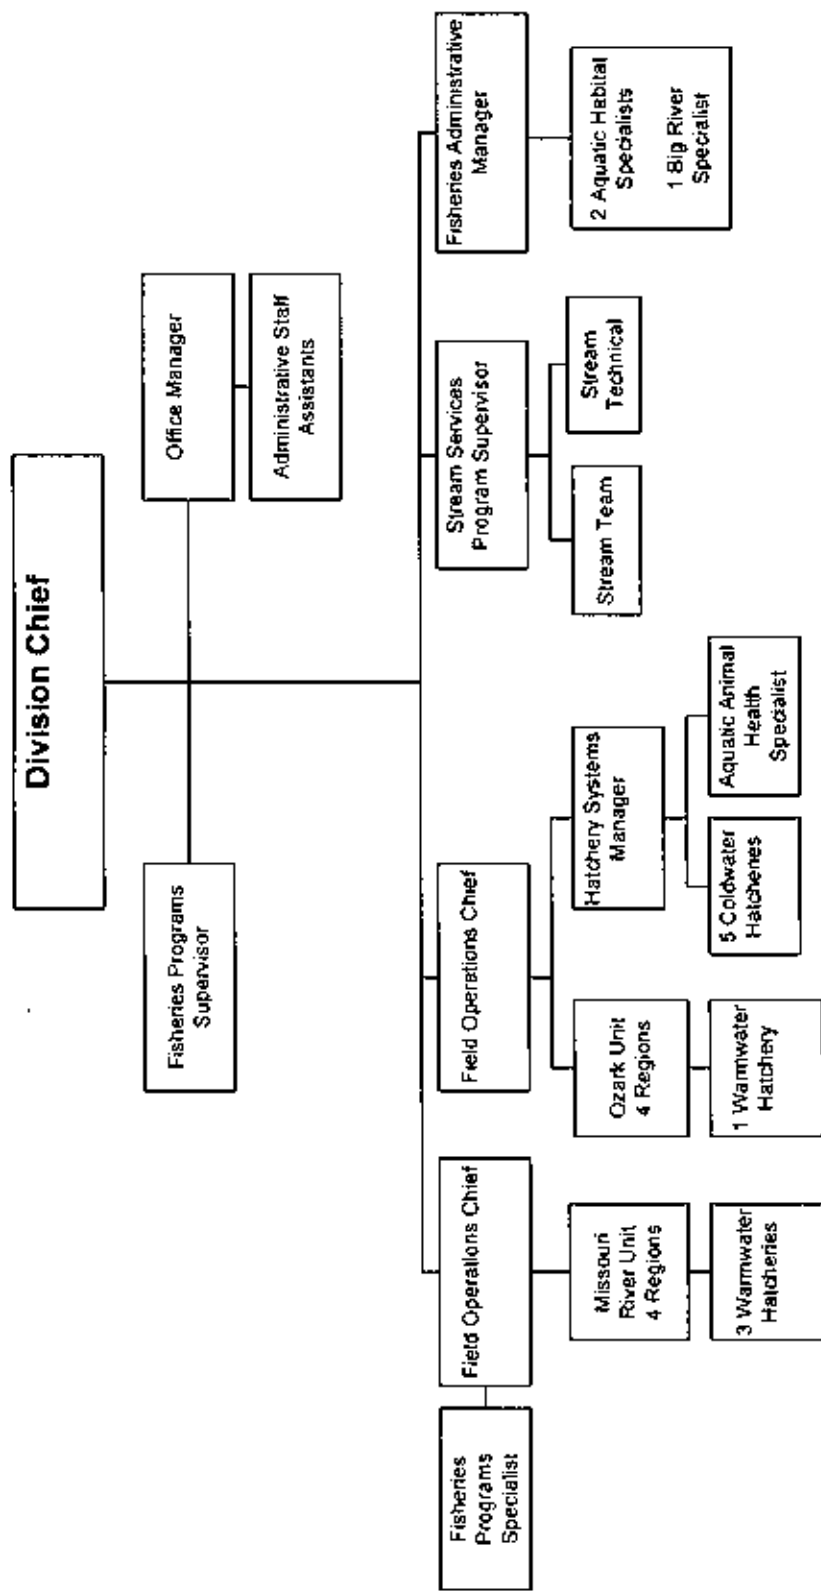 Division Chief
Fisheries Programs
Supervisor
Office Manager
Administrative Staff
Assistants
Fisheries
Programs
Specialist
Field Operations Chief
Missouri
River Unit
4 Regions
3 Warmwater
Hatcheries
Field Operations Chief
Ozark Unit
4 Regions
1 Warmwater
Hatchery
Hatchery Systems
Manager
5 Coldwater
Hatcheries
Aquatic Animal
Health
Specialist
Stream Services
Program Supervisor
Stream Team
Stream
Technical
Fisheries Administrative
Manager
2 Aquatic Habital
Specialists
1 Big River
Specialist